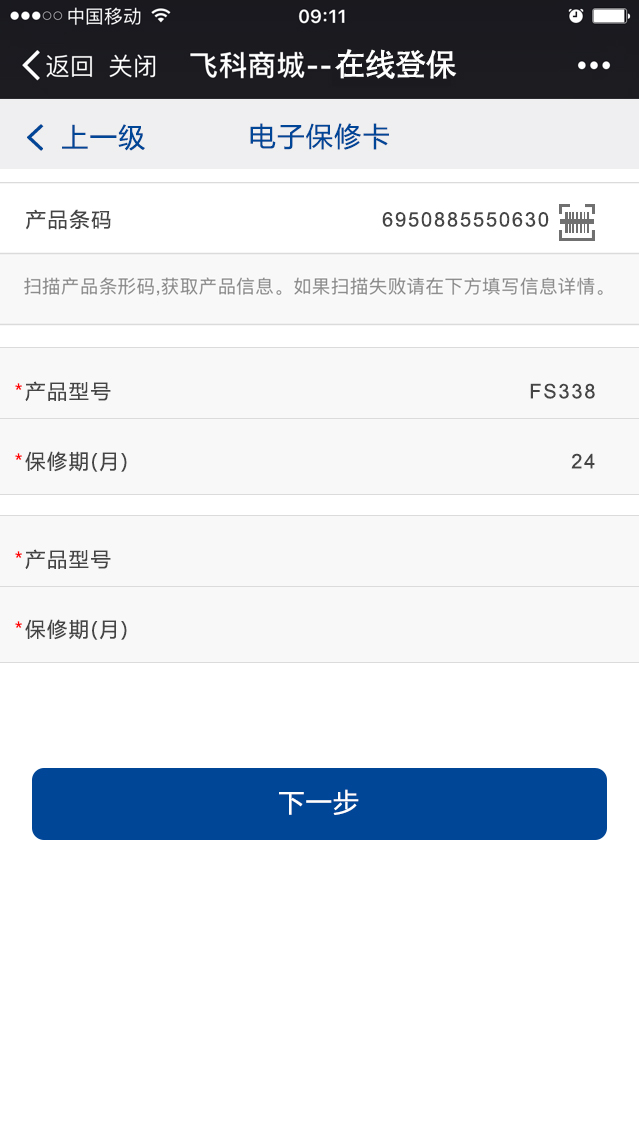 中国移动 09:11
返回 关闭 飞科商城--在线登保
上一级 电子保修卡
产品条码 6950885550630
扫描产品条形码,获取产品信息。如果扫描失败请在下方填写信息详情。
*产品型号 FS338
*保修期(月) 24
*产品型号
*保修期(月)
下一步